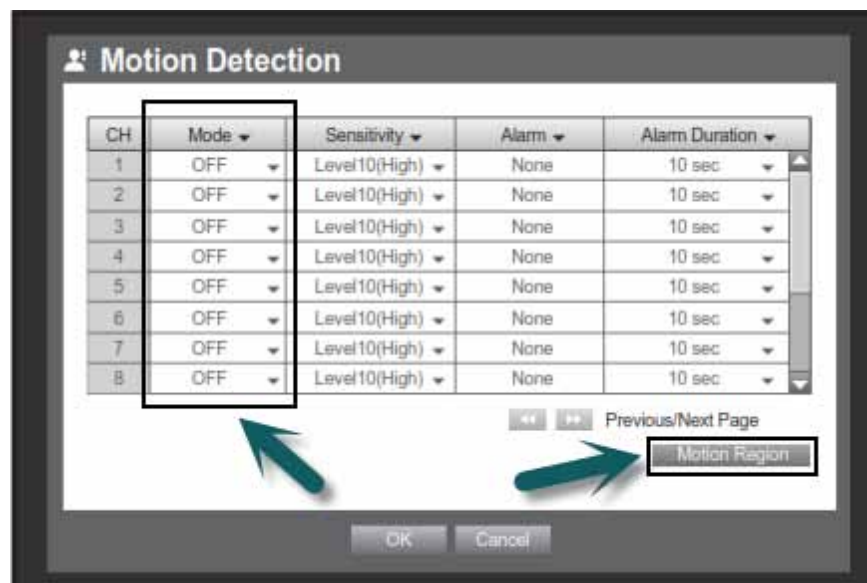 Motion Detection
CH Mode Sensitivity Alarm Alarm Duration
1 OFF Level10(High) None 10 sec
2 OFF Level10(High) None 10 sec
3 OFF Level10(High) None 10 sec
4 OFF Level10(High) None 10 sec
5 OFF Level10(High) None 10 sec
6 OFF Level10(High) None 10 sec
7 OFF Level10(High) None 10 sec
8 OFF Level10(High) None 10 sec
Previous/Next Page
Motion Region
OK Cancel